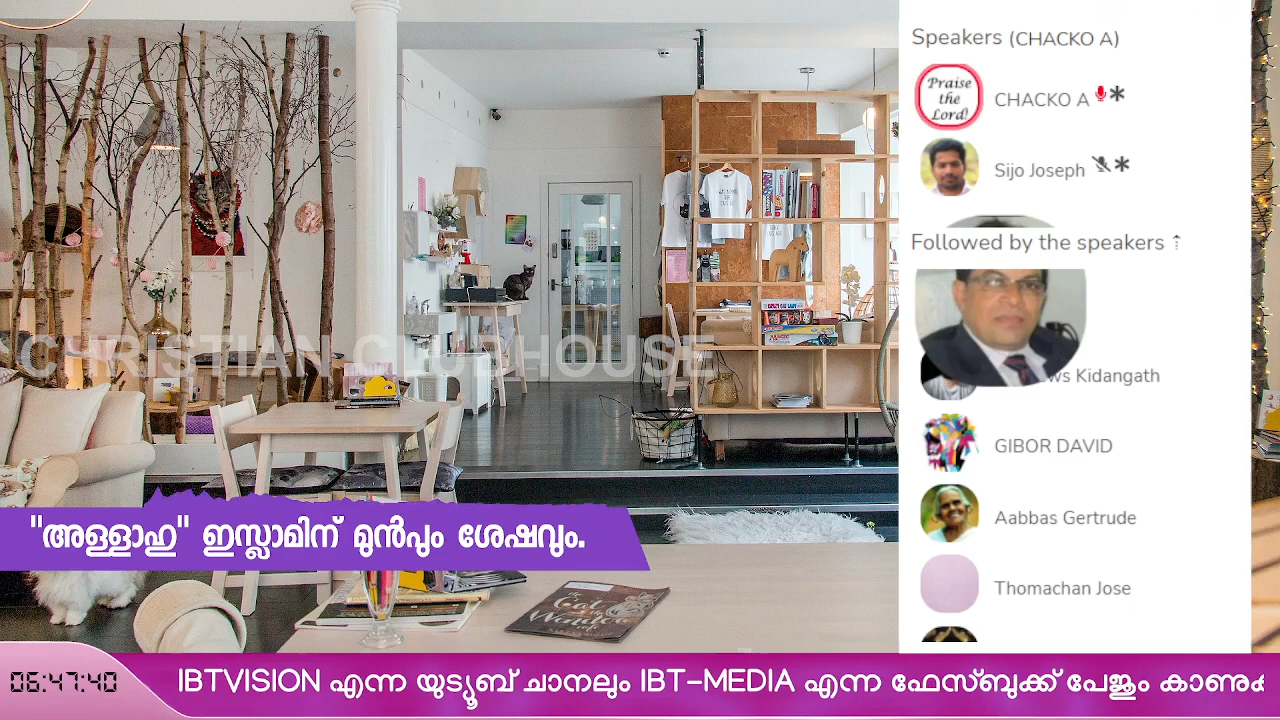 Speakers (CHACKO A)
Praise
the
Lord!
CHACKO A
Sijo Joseph
Followed by the speakers
Kidangath
GIBOR DAVID
Aabbas Gertrude
Thomachan Jose
CHRISTIAN CLUBHOUSE
"അള്ളാഹു" ഇസ്ലാമിന് മുൻപും ശേഷവും.
06:47:40
IBTVISION എന്ന യുട്യൂബ് ചാനലും IBT-MEDIA എന്ന ഫേസ്ബുക്ക് പേജും